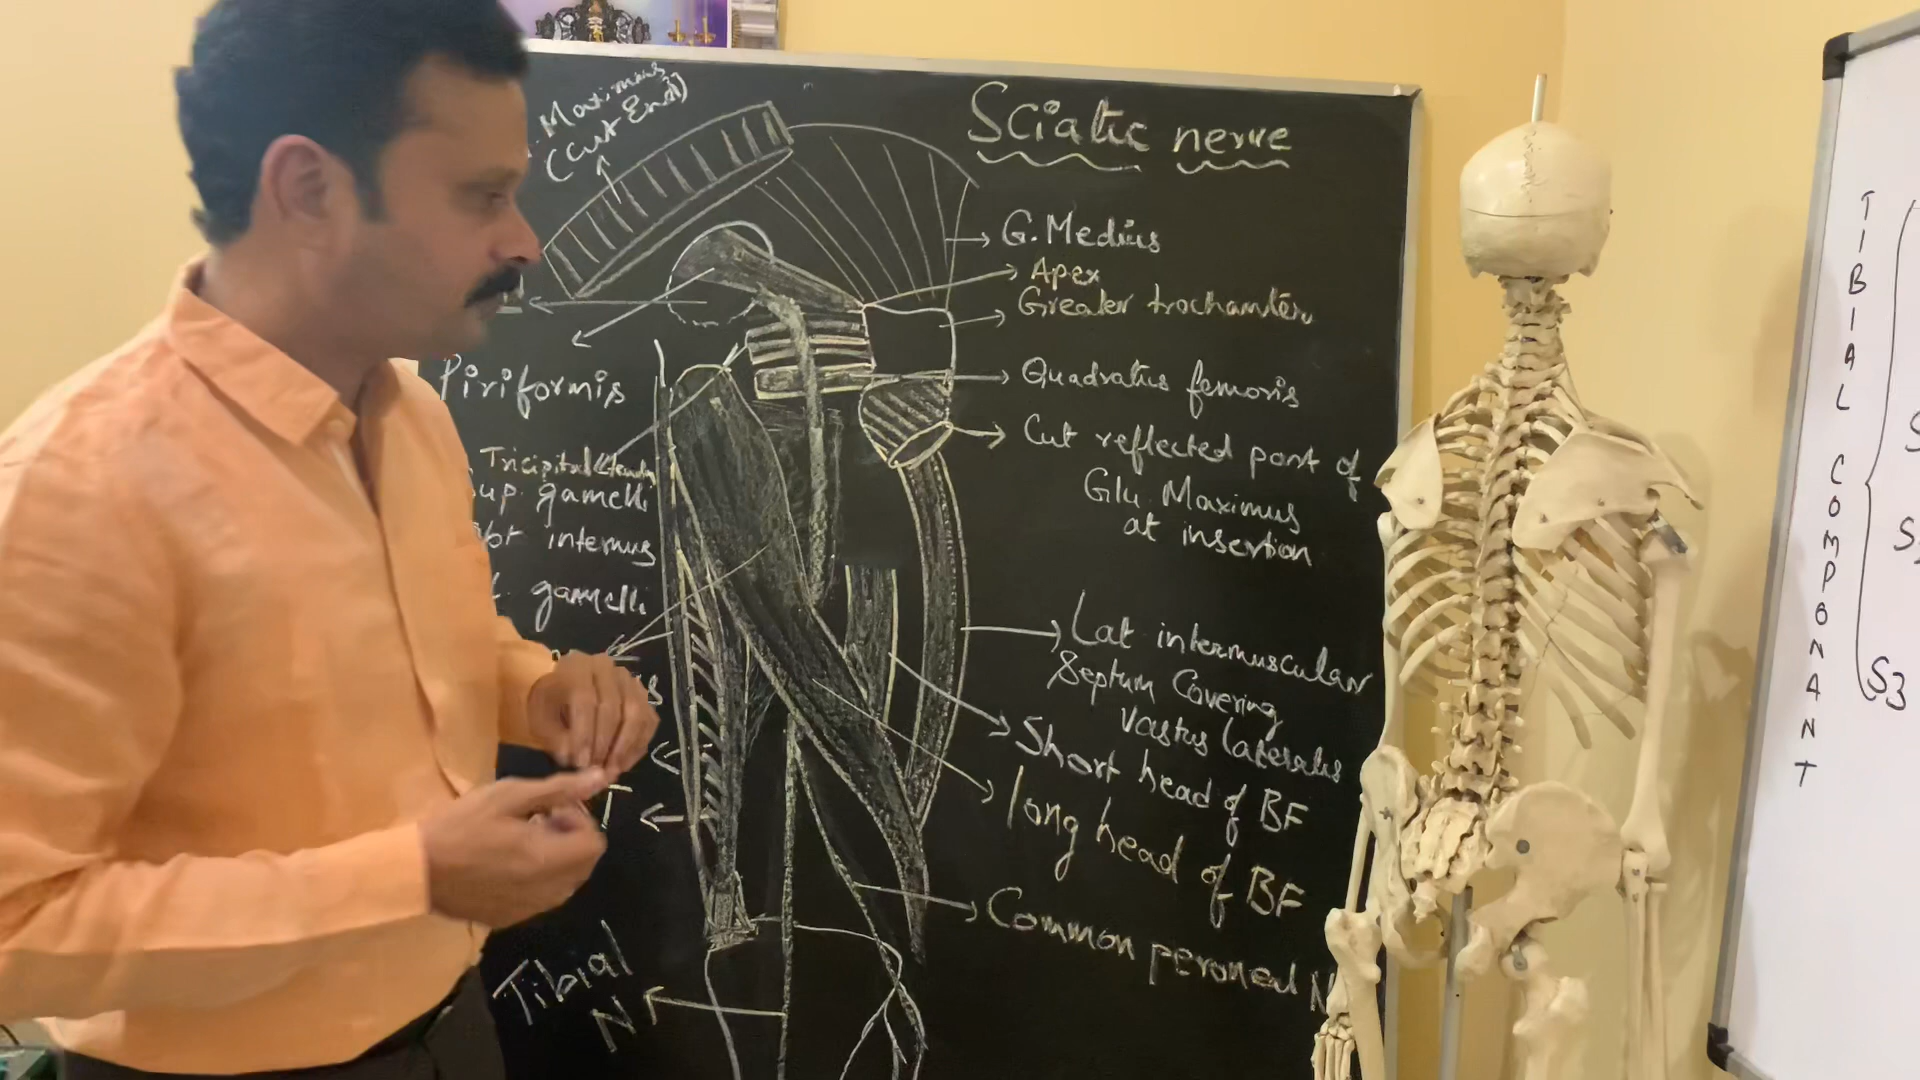 Sciatic nerve
Maximus
(Cut End)
G. Medius
Apex
Greater trochanter
Quadratus femoris
Cut reflected part of
Glu. Maximus
at insertion
Lat intermuscular
Septum Covering
Vastus lateralis
Short head of BF
long head of BF
Common peroneal N
Piriformis
Tricipital tendon
sup. gamelli
internus
gamelli
T
Tibial
N
TIBIAL COMPONANT
S
S
S3